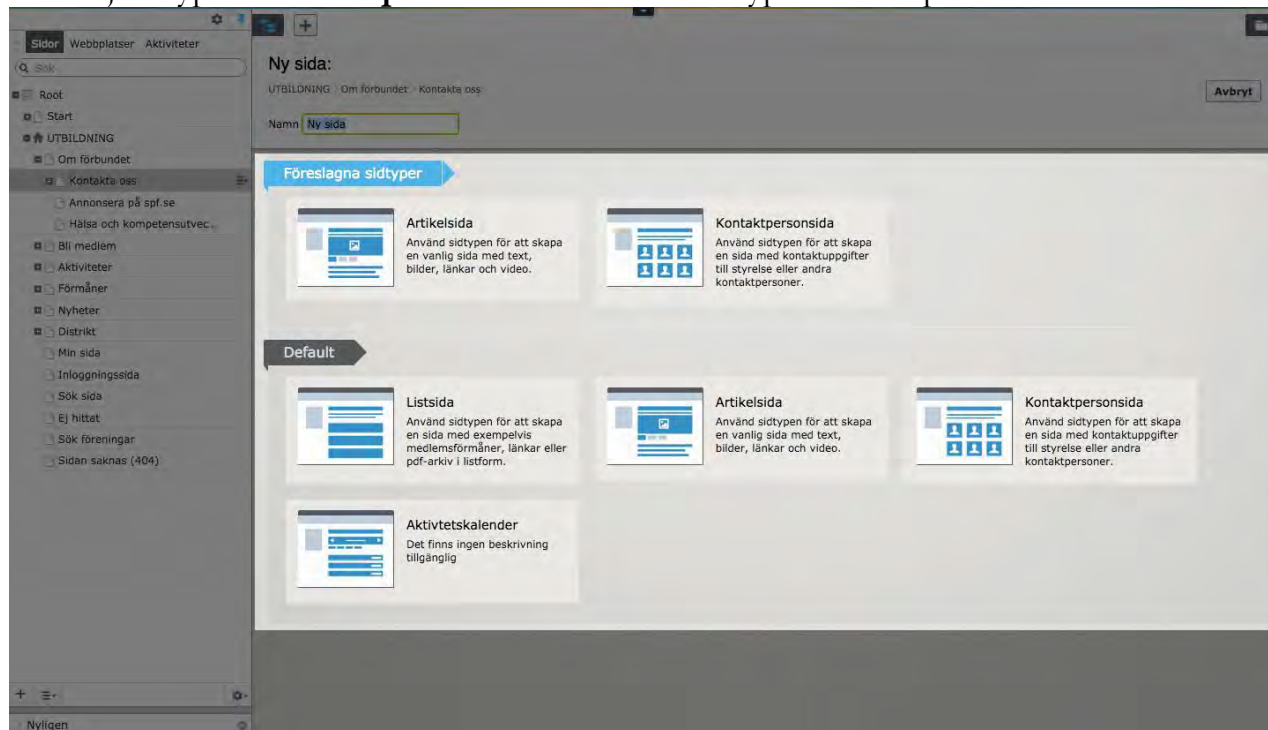 Sidor Webbplatser Aktiviteter
Sök
Root
Start
UTBILDNING
Om förbundet
Kontakta oss
Annonsera på spf.se
Hälsa och kompetensutvec...
Bli medlem
Aktiviteter
Förmåner
Nyheter
Distrikt
Min sida
Inloggningssida
Sök sida
Ej hittat
Sök föreningar
Sidan saknas (404)
Nyligen
Ny sida:
UTBILDNING Om förbundet Kontakta oss
Avbryt
Namn Ny sida
Föreslagna sidtyper
Artikelsida
Använd sidtypen för att skapa
en vanlig sida med text,
bilder, länkar och video.
Kontaktpersonsida
Använd sidtypen för att skapa
en sida med kontaktuppgifter
till styrelse eller andra
kontaktpersoner.
Default
Listsida
Använd sidtypen för att skapa
en sida med exempelvis
medlemsförmåner, länkar eller
pdf-arkiv i listform.
Artikelsida
Använd sidtypen för att skapa
en vanlig sida med text,
bilder, länkar och video.
Kontaktpersonsida
Använd sidtypen för att skapa
en sida med kontaktuppgifter
till styrelse eller andra
kontaktpersoner.
Aktivtetskalender
Det finns ingen beskrivning
tillgänglig